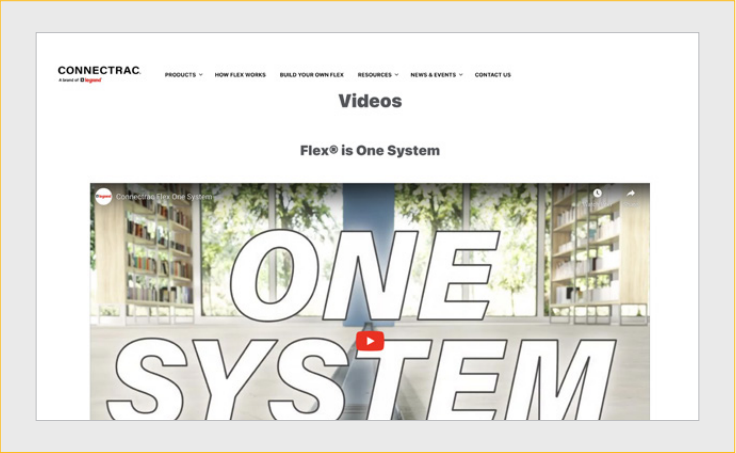 CONNECTRAC.
A brand of legrand
PRODUCTS
HOW FLEX WORKS
BUILD YOUR OWN FLEX
RESOURCES
NEWS & EVENTS
CONTACT US
Videos
Flex® is One System
legrand
Connectrac Flex One System
ONE
SYSTEM